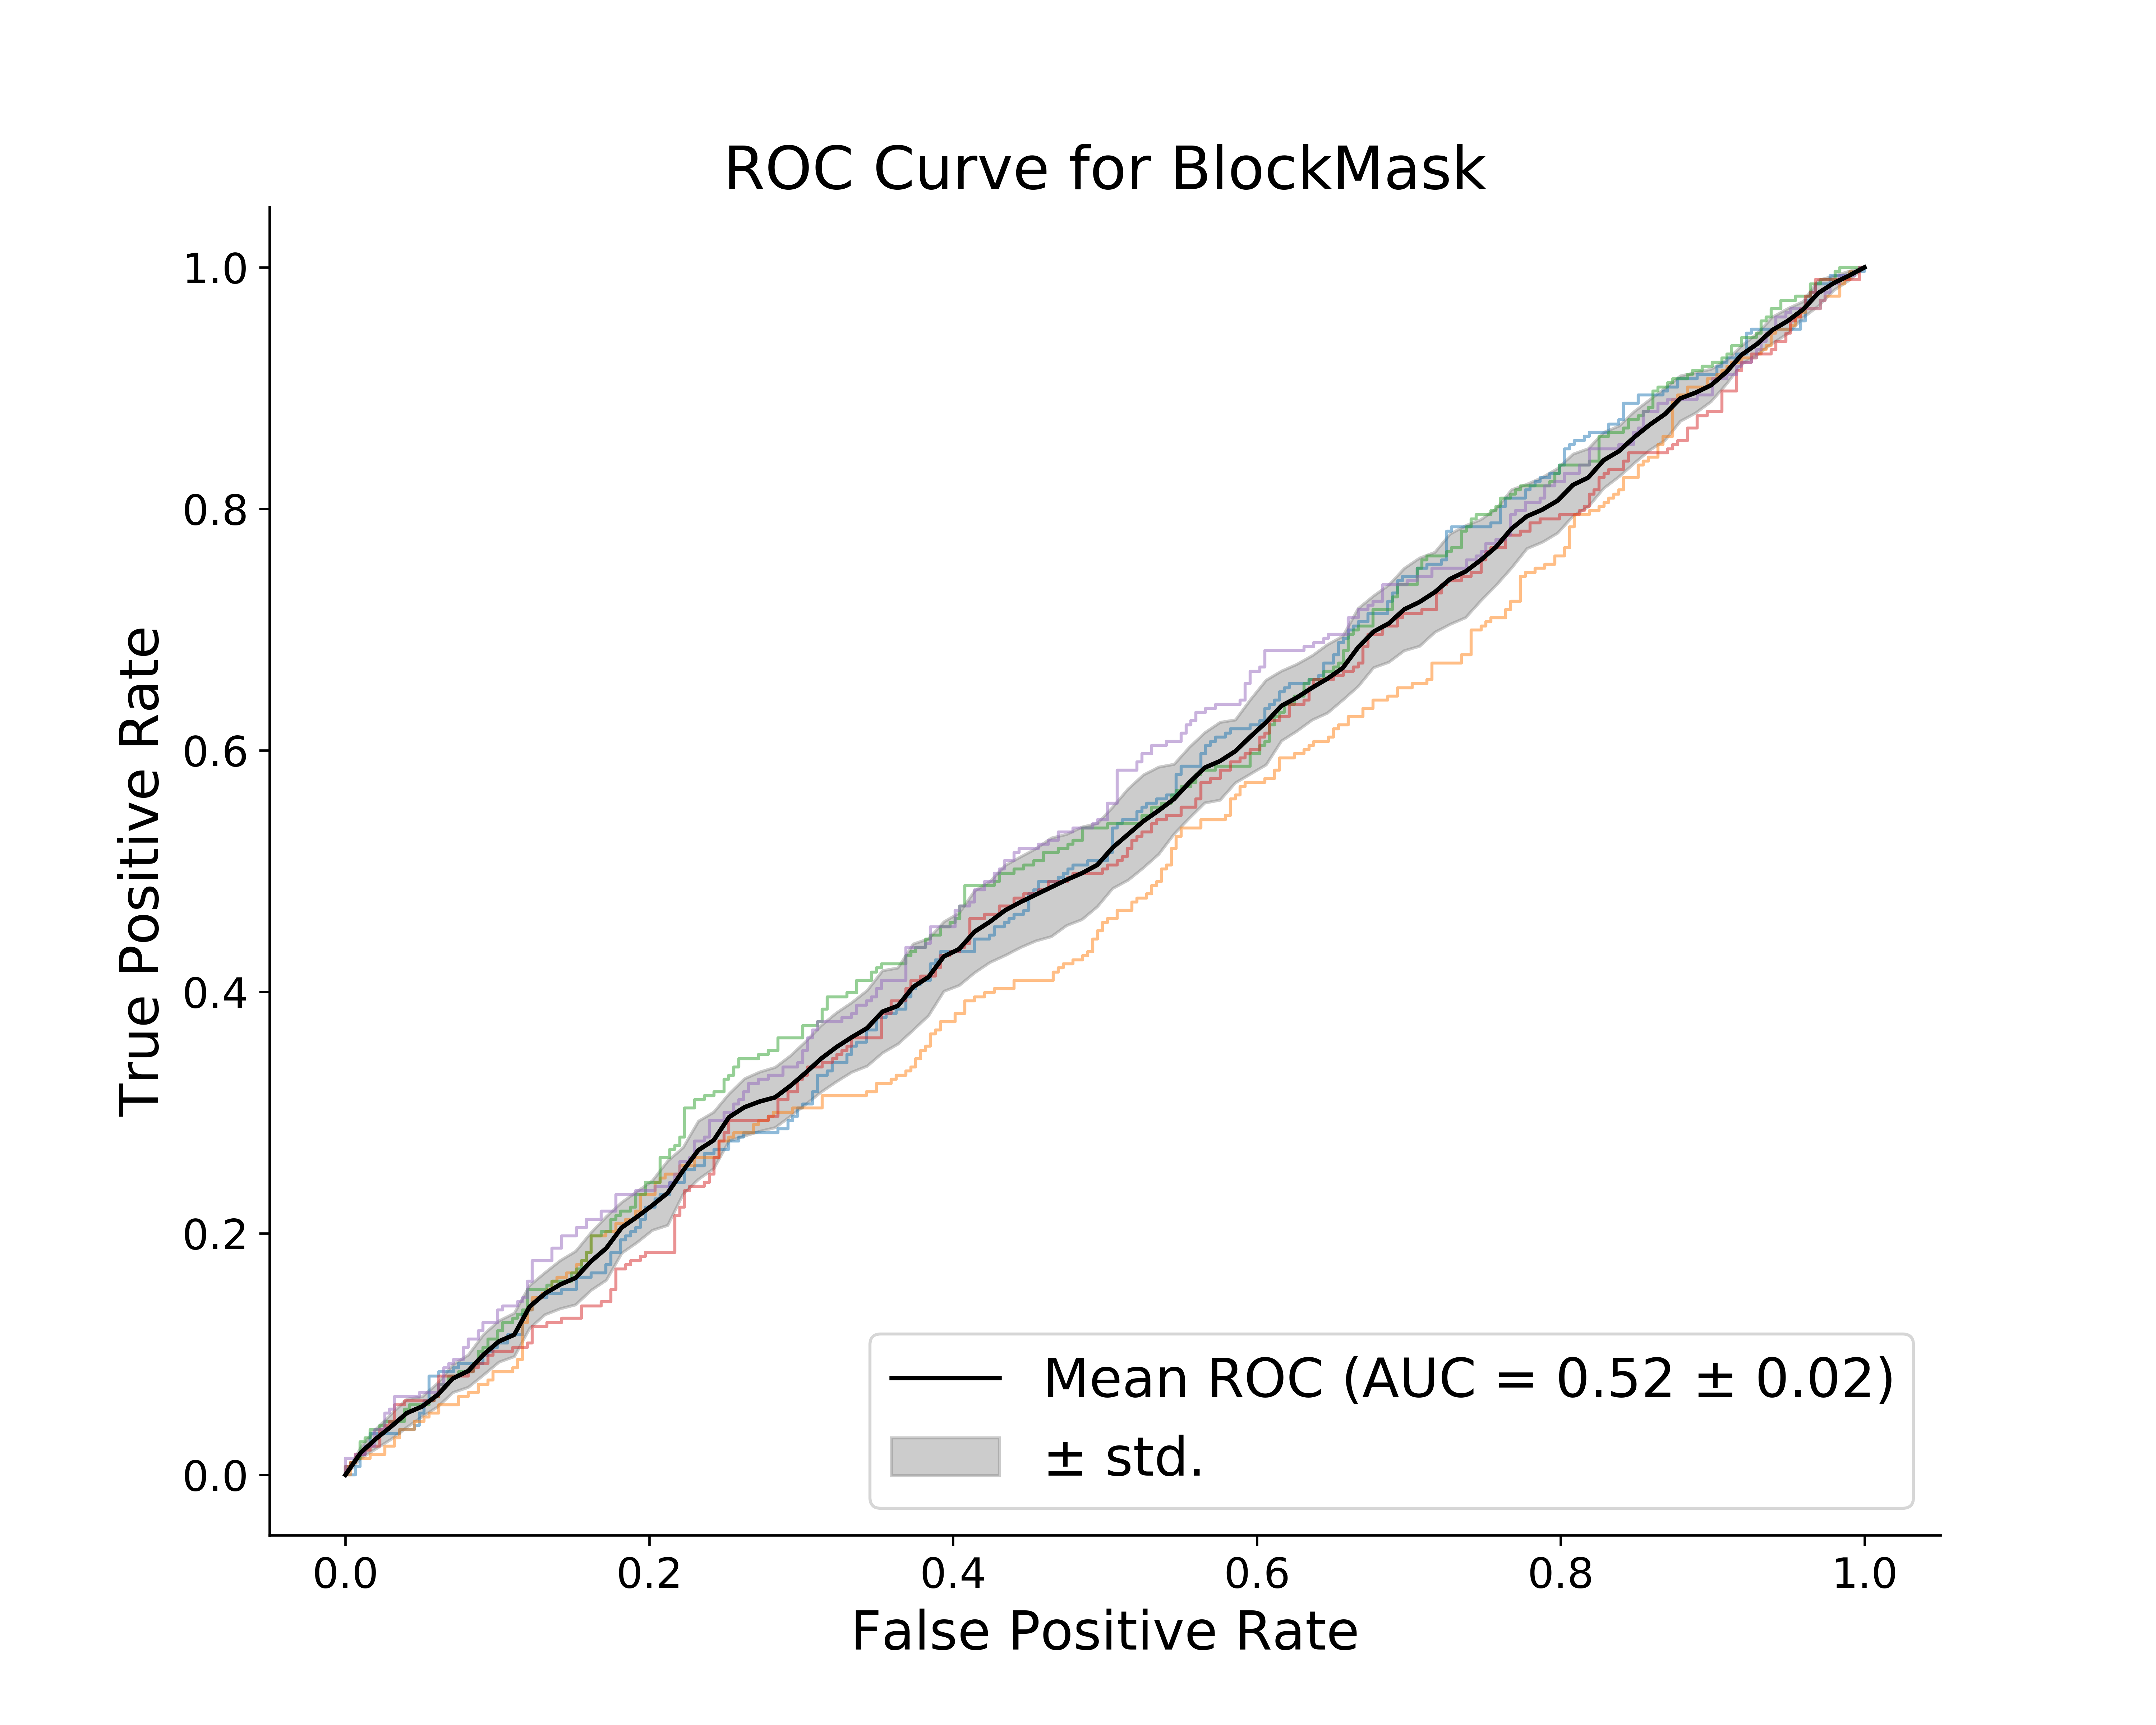 ROC Curve for BlockMask
True Positive Rate
1.0
0.8
0.6
0.4
0.2
0.0
Mean ROC (AUC = 0.52 ± 0.02)
± std.
0.0 0.2 0.4 0.6 0.8 1.0
False Positive Rate